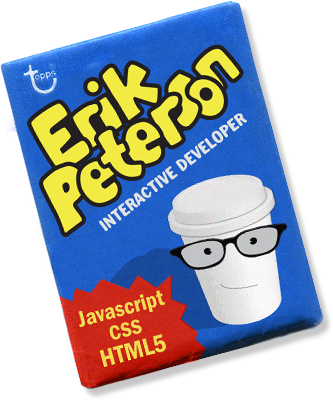 topps
Erik
Peterson
INTERACTIVE DEVELOPER
Javascript
CSS
HTML5